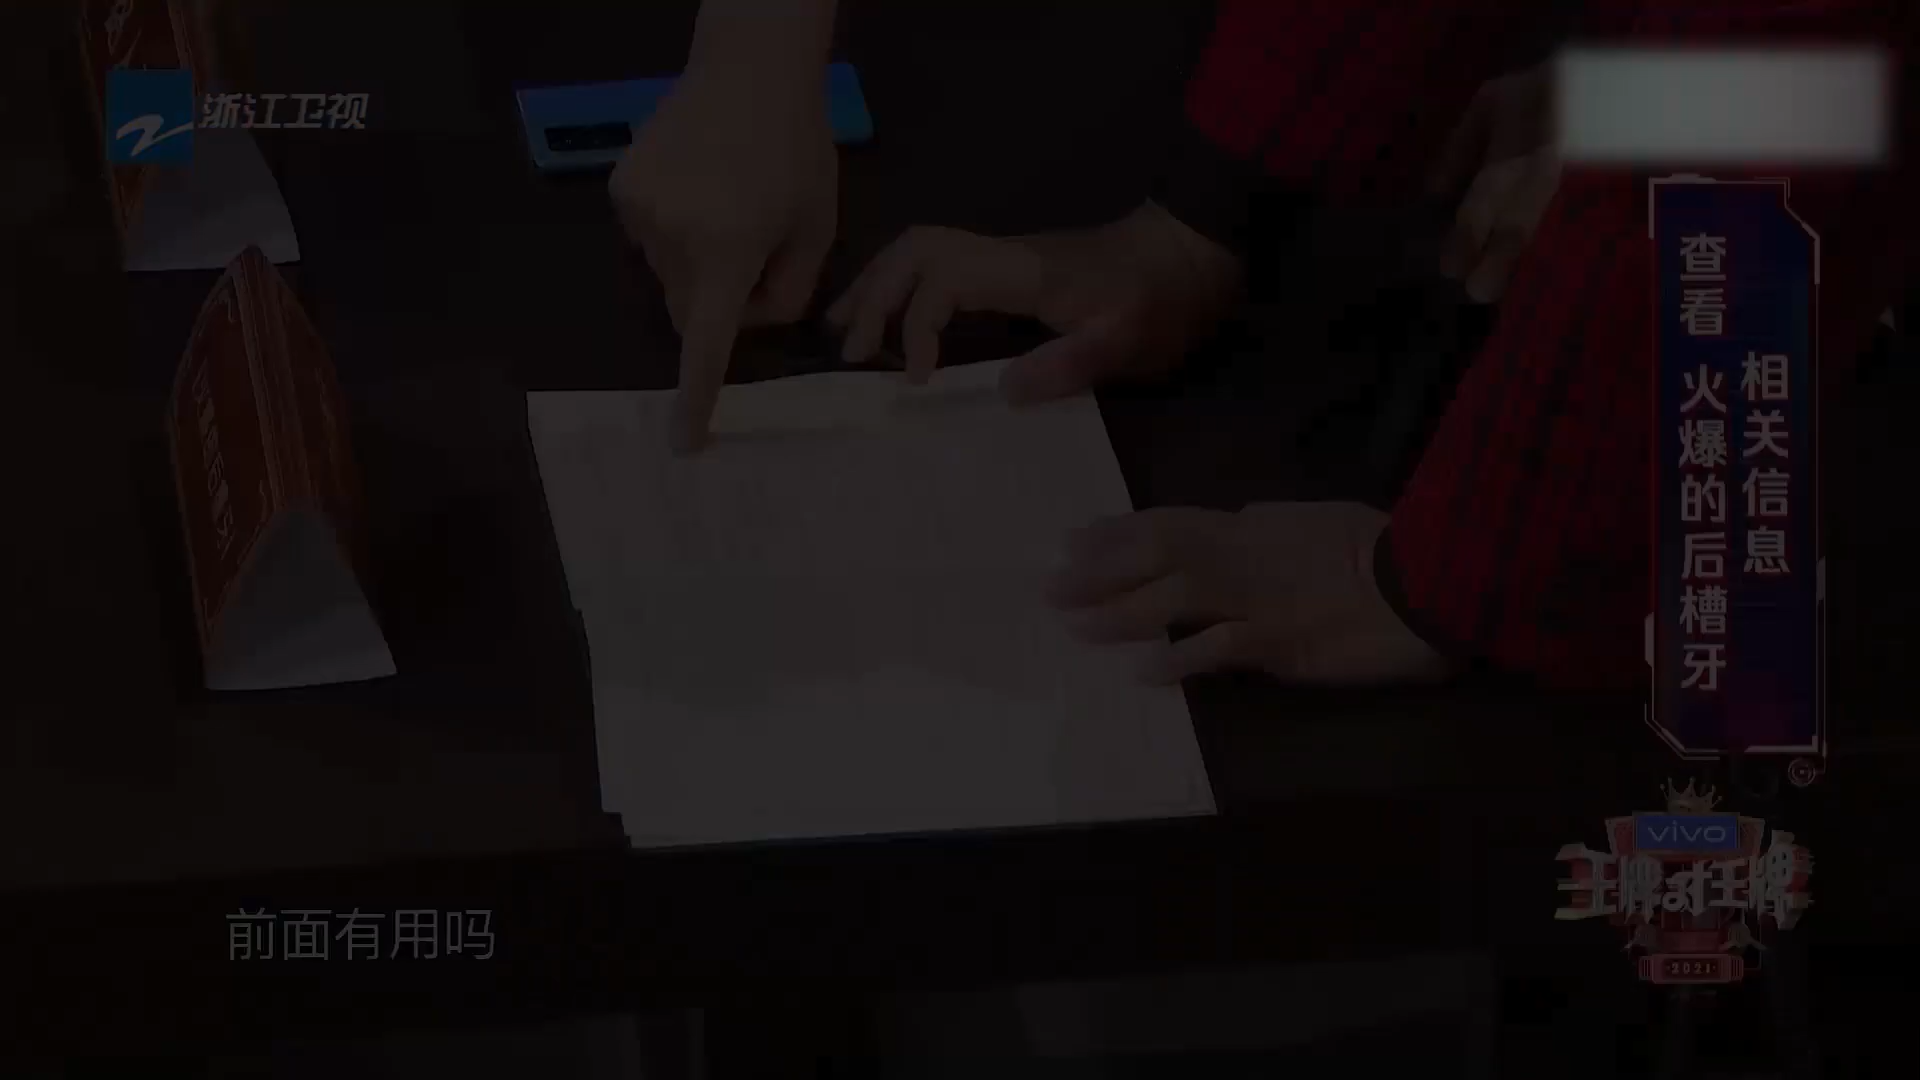 浙江卫视
查看 火爆的后槽牙
相关信息
vivo
王牌对王牌
·2021·
前面有用吗